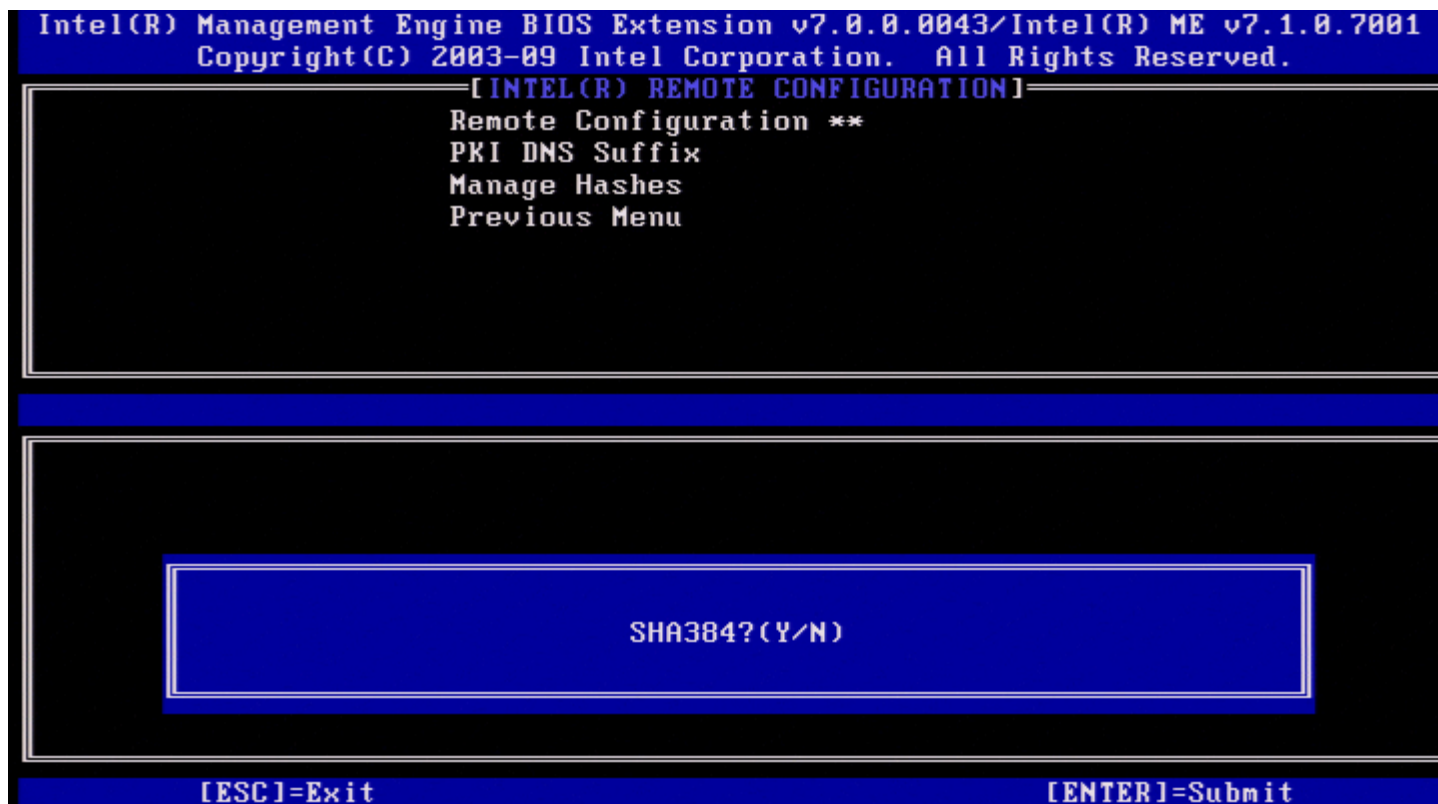 Intel(R) Management Engine BIOS Extension v7.0.0.0043/Intel(R) ME v7.1.0.7001
Copyright(C) 2003-09 Intel Corporation. All Rights Reserved.
[INTEL(R) REMOTE CONFIGURATION]
Remote Configuration **
PKI DNS Suffix
Manage Hashes
Previous Menu
SHA384?(Y/N)
[ESC]=Exit [ENTER]=Submit